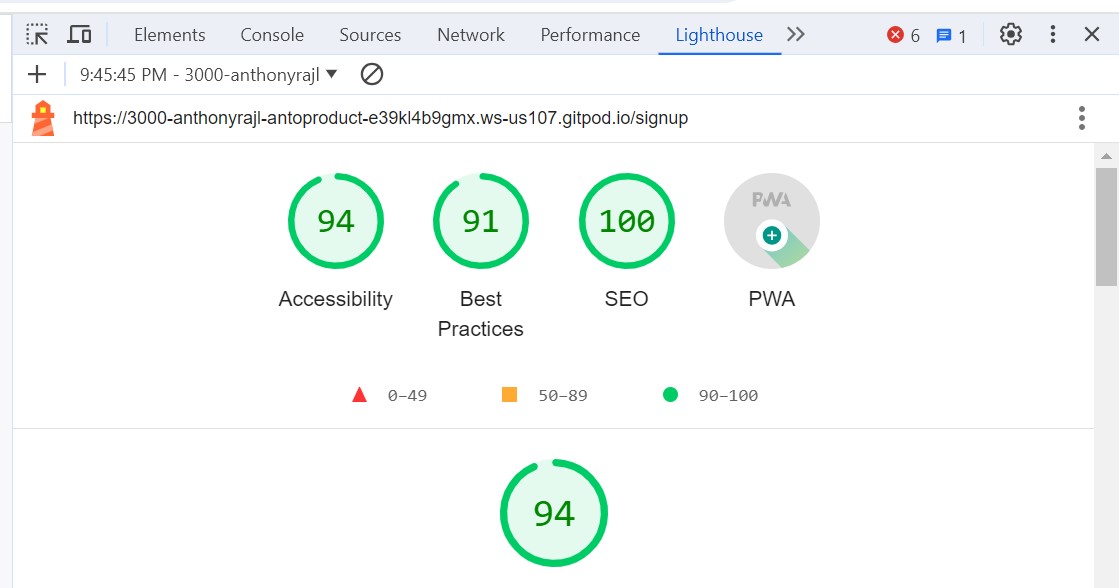 Elements Console Sources Network Performance Lighthouse 6 1
9:45:45 PM - 3000-anthonyrajl
https://3000-anthonyrajl-antoproduct-e39kl4b9gmx.ws-us107.gitpod.io/signup
94 91 100 PWA
Accessibility Best SEO PWA
Practices
0–49 50–89 90–100
94